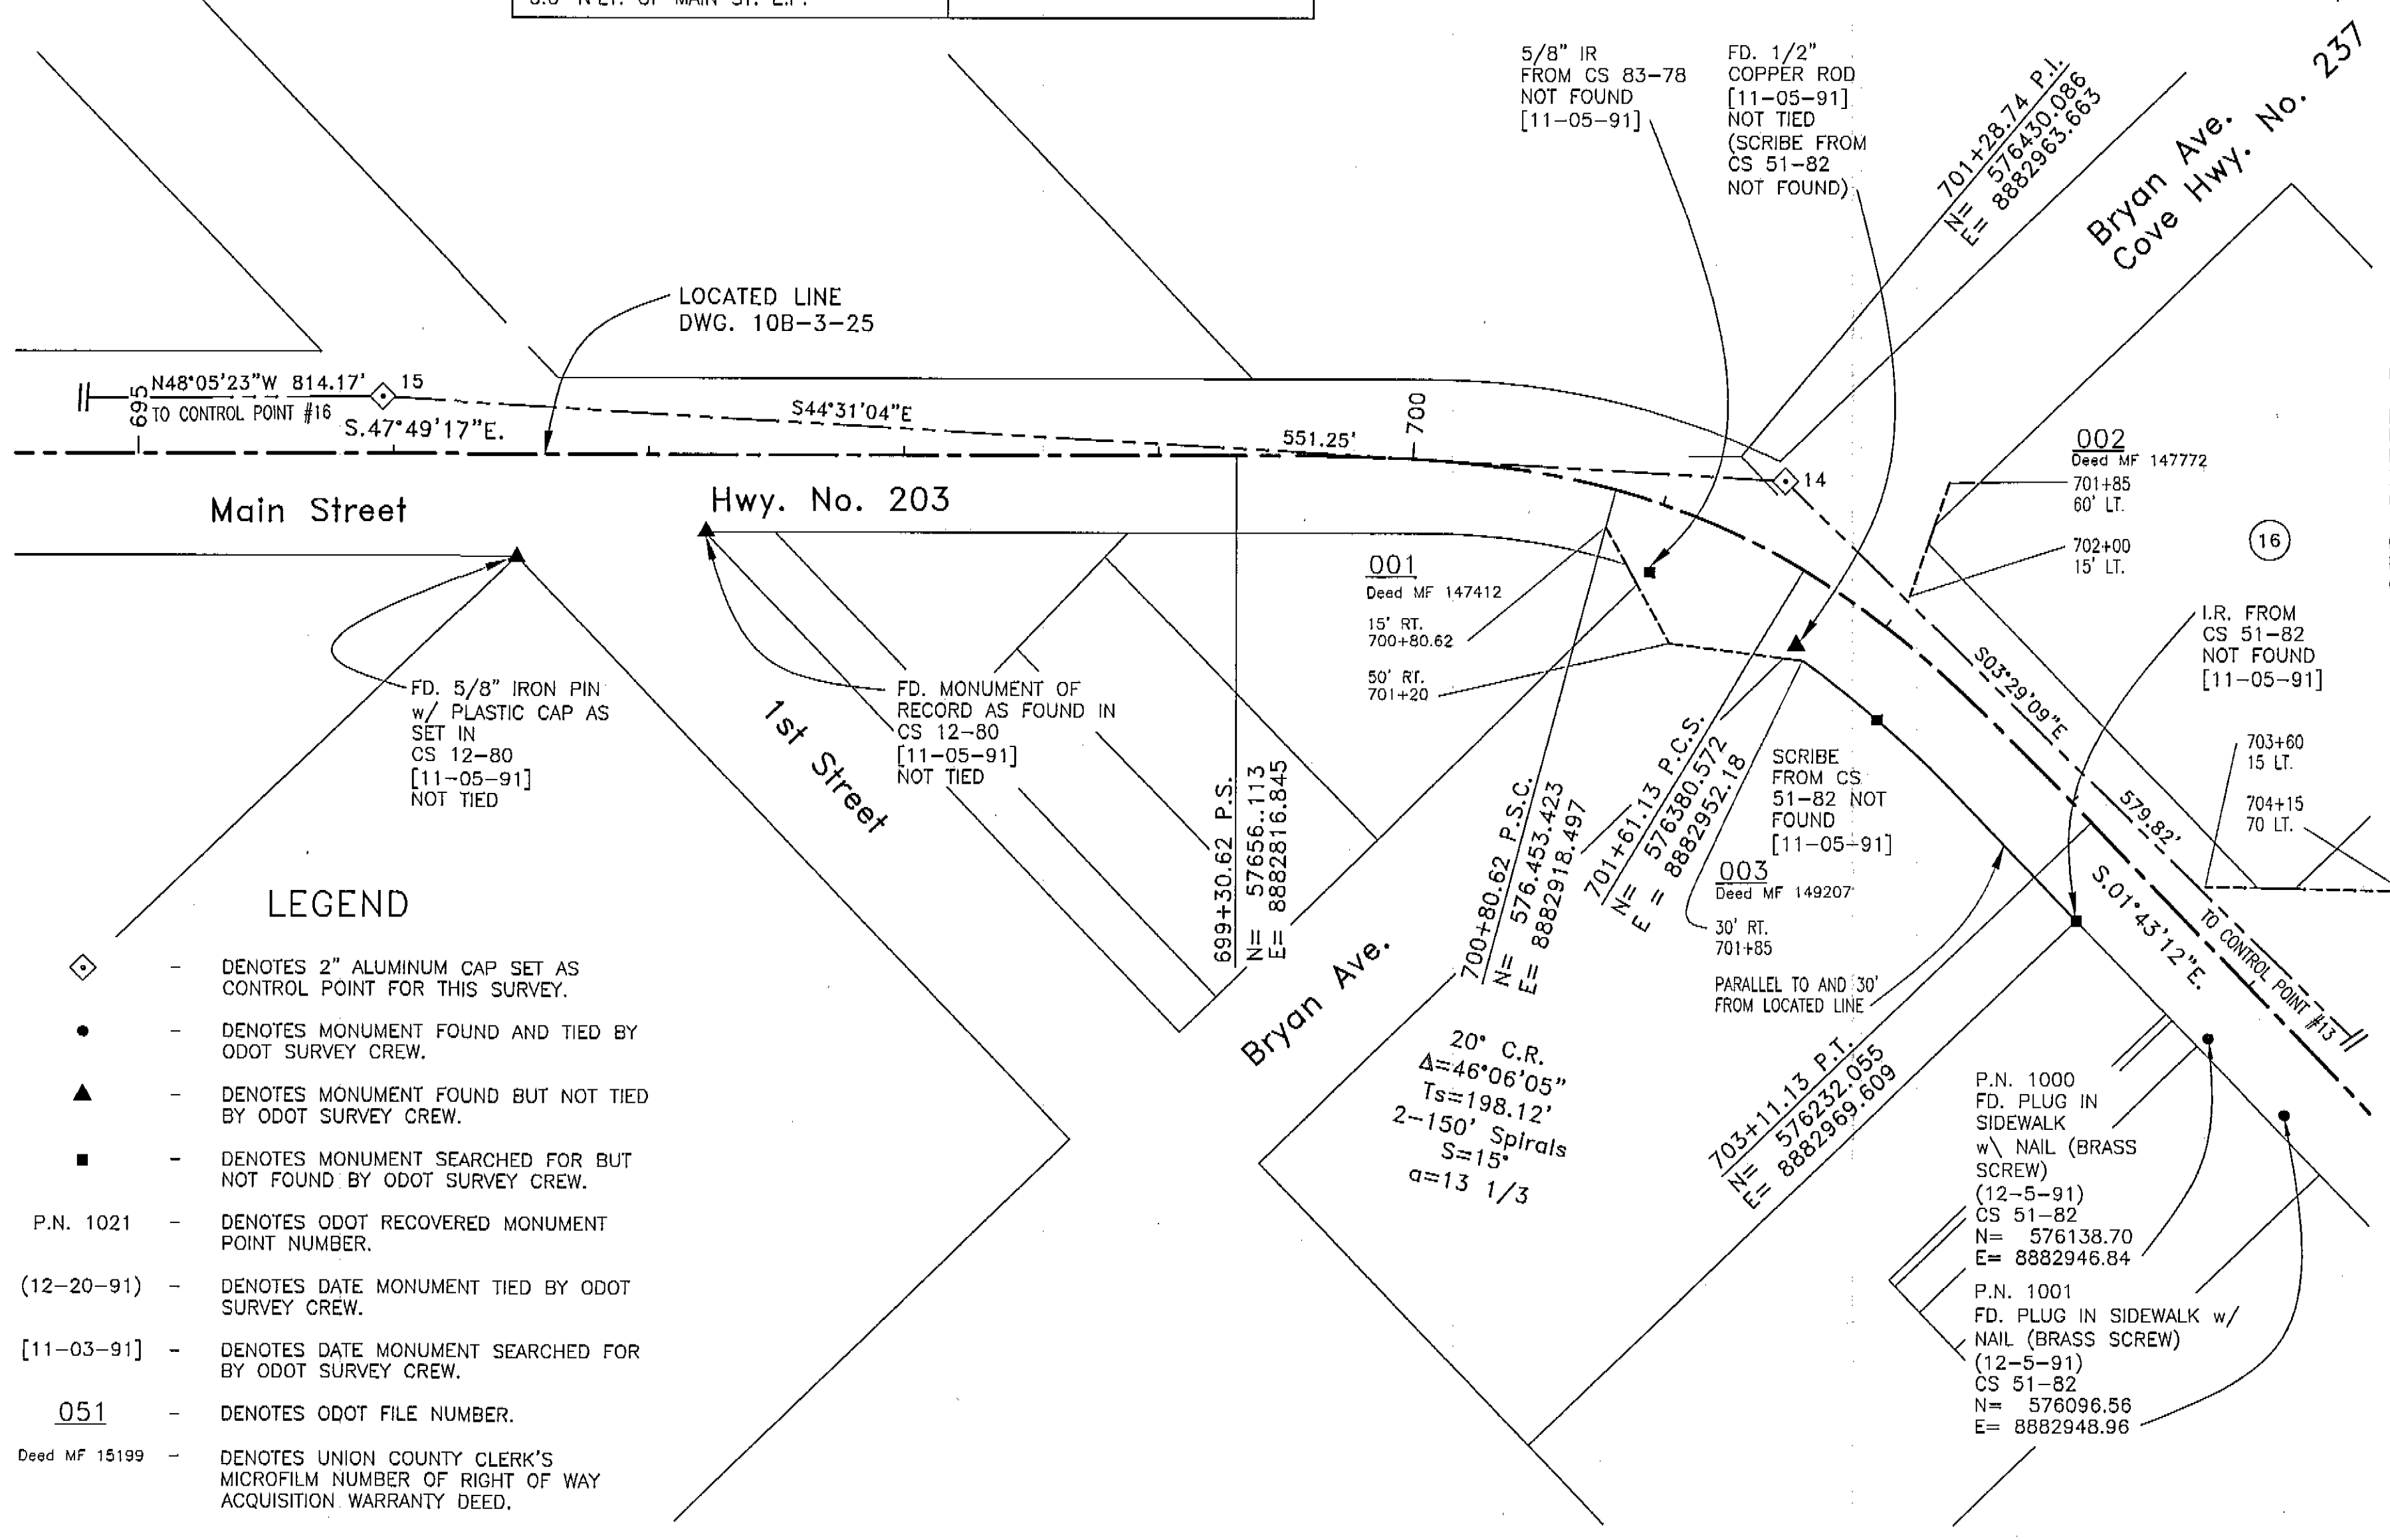 5/8" IR
FROM CS 83-78
NOT FOUND
[11-05-91]
FD. 1/2"
COPPER ROD
[11-05-91]
NOT TIED
(SCRIBE FROM
CS 51-82
NOT FOUND)
701+28.74 P.I.
N= 576430.086
E= 8882963.663
Bryan Ave.
Cove Hwy. No. 237
LOCATED LINE
DWG. 10B-3-25
695
N48°05'23"W 814.17'
TO CONTROL POINT #16
15
S.47°49'17"E.
S44°31'04"E
551.25'
700
14
Main Street
Hwy. No. 203
002
Deed MF 147772
701+85
60' LT.
702+00
15' LT.
16
001
Deed MF 147412
15' RT.
700+80.62
50' RT.
701+20
I.R. FROM
CS 51-82
NOT FOUND
[11-05-91]
FD. 5/8" IRON PIN
w/ PLASTIC CAP AS
SET IN
CS 12-80
[11-05-91]
NOT TIED
1st Street
FD. MONUMENT OF
RECORD AS FOUND IN
CS 12-80
[11-05-91]
NOT TIED
699+30.62 P.S.
N= 57656.113
E= 8882816.845
700+80.62 P.S.C.
N= 576.453.423
E= 8882918.497
701+61.13 P.C.S.
N= 576380.572
E = 8882952.18
SCRIBE
FROM CS
51-82 NOT
FOUND
[11-05-91]
003
Deed MF 149207
30' RT.
701+85
PARALLEL TO AND 30'
FROM LOCATED LINE
S03°29'09"E
579.82'
TO CONTROL POINT #13
S.01°43'12"E.
703+60
15 LT.
704+15
70 LT.
Bryan Ave.
20° C.R.
Δ=46°06'05"
Ts=198.12'
2-150' Spirals
S=15°
a=13 1/3
703+11.13 P.T.
N= 576232.055
E= 8882969.609
P.N. 1000
FD. PLUG IN
SIDEWALK
w\ NAIL (BRASS
SCREW)
(12-5-91)
CS 51-82
N= 576138.70
E= 8882946.84
P.N. 1001
FD. PLUG IN SIDEWALK w/
NAIL (BRASS SCREW)
(12-5-91)
CS 51-82
N= 576096.56
E= 8882948.96
LEGEND
- DENOTES 2" ALUMINUM CAP SET AS
CONTROL POINT FOR THIS SURVEY.
- DENOTES MONUMENT FOUND AND TIED BY
ODOT SURVEY CREW.
- DENOTES MONUMENT FOUND BUT NOT TIED
BY ODOT SURVEY CREW.
- DENOTES MONUMENT SEARCHED FOR BUT
NOT FOUND BY ODOT SURVEY CREW.
P.N. 1021 - DENOTES ODOT RECOVERED MONUMENT
POINT NUMBER.
(12-20-91) - DENOTES DATE MONUMENT TIED BY ODOT
SURVEY CREW.
[11-03-91] - DENOTES DATE MONUMENT SEARCHED FOR
BY ODOT SURVEY CREW.
051 - DENOTES ODOT FILE NUMBER.
Deed MF 15199 - DENOTES UNION COUNTY CLERK'S
MICROFILM NUMBER OF RIGHT OF WAY
ACQUISITION WARRANTY DEED.